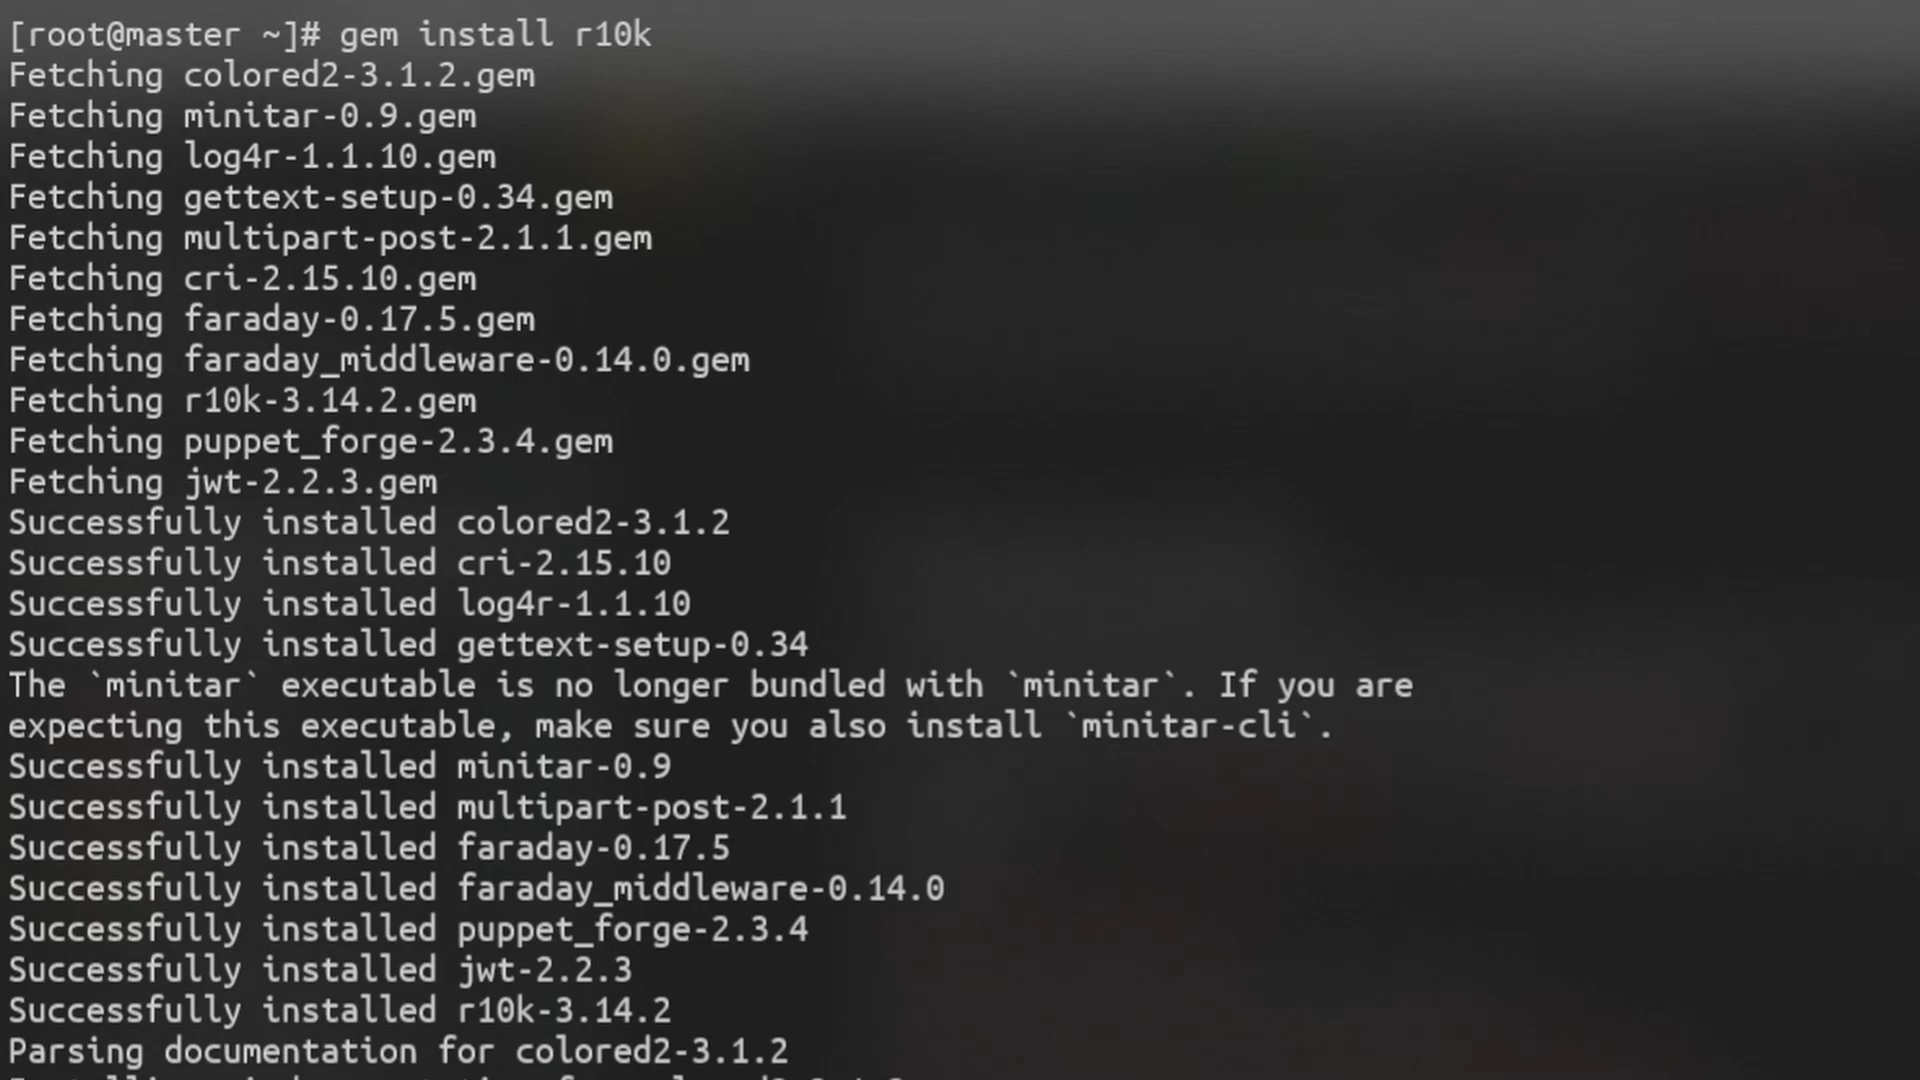 [root@master ~]# gem install r10k
Fetching colored2-3.1.2.gem
Fetching minitar-0.9.gem
Fetching log4r-1.1.10.gem
Fetching gettext-setup-0.34.gem
Fetching multipart-post-2.1.1.gem
Fetching cri-2.15.10.gem
Fetching faraday-0.17.5.gem
Fetching faraday_middleware-0.14.0.gem
Fetching r10k-3.14.2.gem
Fetching puppet_forge-2.3.4.gem
Fetching jwt-2.2.3.gem
Successfully installed colored2-3.1.2
Successfully installed cri-2.15.10
Successfully installed log4r-1.1.10
Successfully installed gettext-setup-0.34
The `minitar` executable is no longer bundled with `minitar`. If you are
expecting this executable, make sure you also install `minitar-cli`.
Successfully installed minitar-0.9
Successfully installed multipart-post-2.1.1
Successfully installed faraday-0.17.5
Successfully installed faraday_middleware-0.14.0
Successfully installed puppet_forge-2.3.4
Successfully installed jwt-2.2.3
Successfully installed r10k-3.14.2
Parsing documentation for colored2-3.1.2